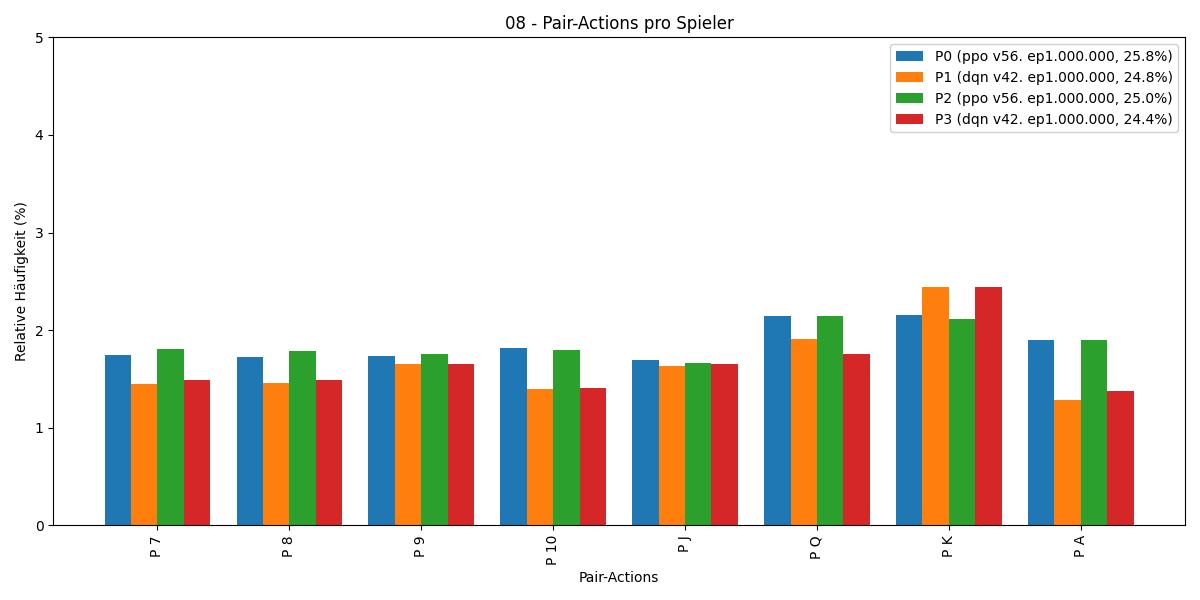 08 - Pair-Actions pro Spieler
P0 (ppo v56. ep1.000.000, 25.8%)
P1 (dqn v42. ep1.000.000, 24.8%)
P2 (ppo v56. ep1.000.000, 25.0%)
P3 (dqn v42. ep1.000.000, 24.4%)
Relative Häufigkeit (%)
5
4
3
2
1
0
P 7
P 8
P 9
P 10
P J
P Q
P K
P A
Pair-Actions